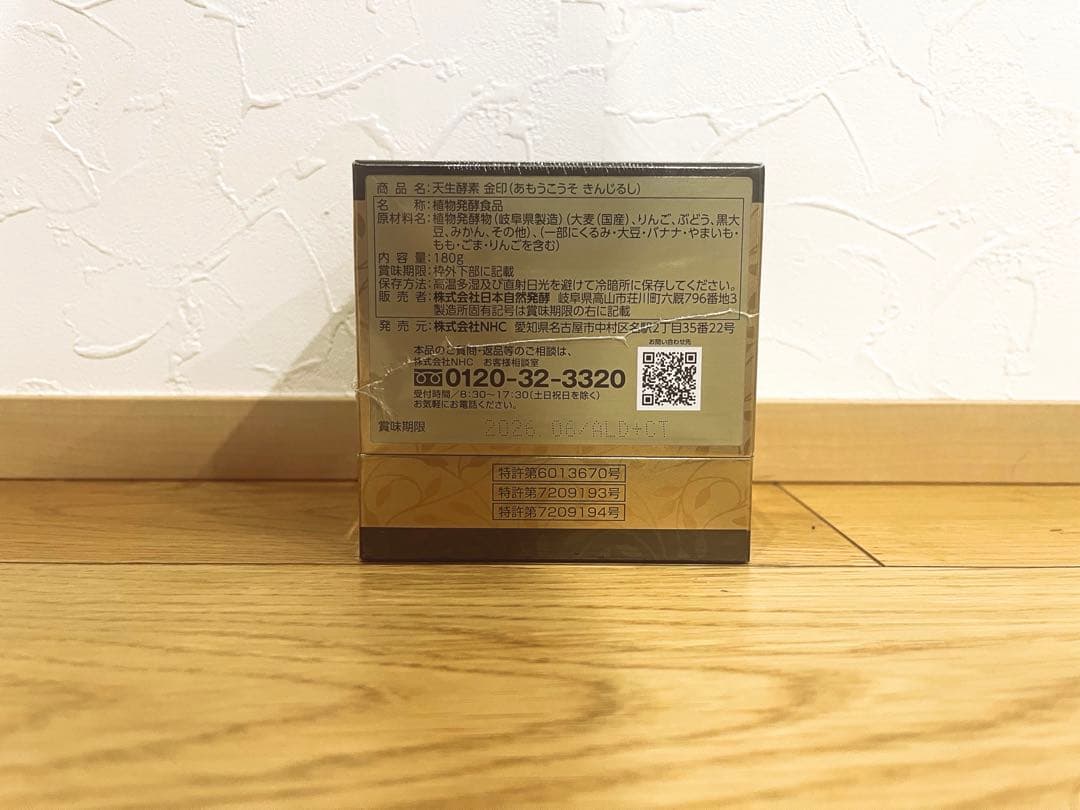 商品名:天生酵素 金印(あもうこうそ きんじるし)
名称:植物発酵食品
原材料名:植物発酵物(岐阜県製造)(大麦(国産)、りんご、ぶどう、黒大
豆、みかん、その他)、(一部にくるみ・大豆・バナナ・やまいも・
もも・ごま・りんごを含む)
内容量:180g
賞味期限:枠外下部に記載
保存方法:高温多湿及び直射日光を避けて冷暗所に保存してください。
販売者:株式会社日本自然発酵 岐阜県高山市荘川町六厩796番地3
製造所固有記号は賞味期限の右に記載
発売元:株式会社NHC 愛知県名古屋市中村区名駅2丁目35番22号
お問い合わせ先
本品のご質問・返品等のご相談は、
株式会社NHC お客様相談室
0120-32-3320
受付時間/8:30~17:30(土日祝日を除く)
お気軽にお電話ください。
賞味期限 2026.06/ALD+CT
特許第6013670号
特許第7209193号
特許第7209194号